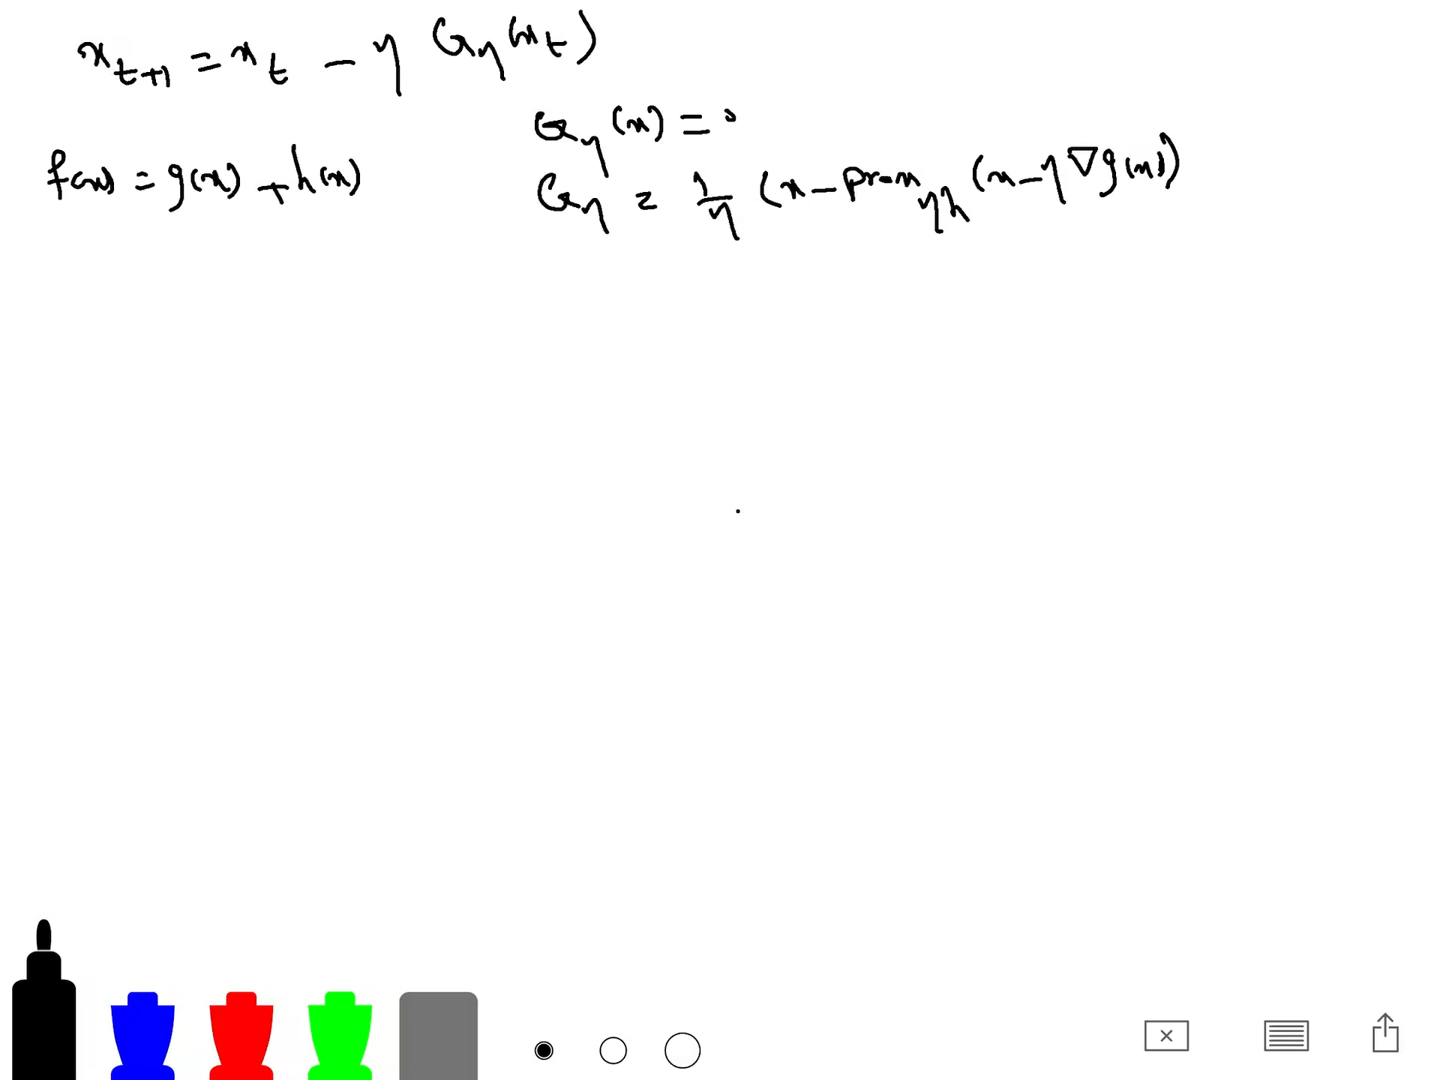 x_{t+1} = x_t - η G_η(x_t)
G_η(x) = 0
f(x) = g(x) + h(x)
G_η = 1/η (x - prox_{ηh} (x - η ∇g(x))